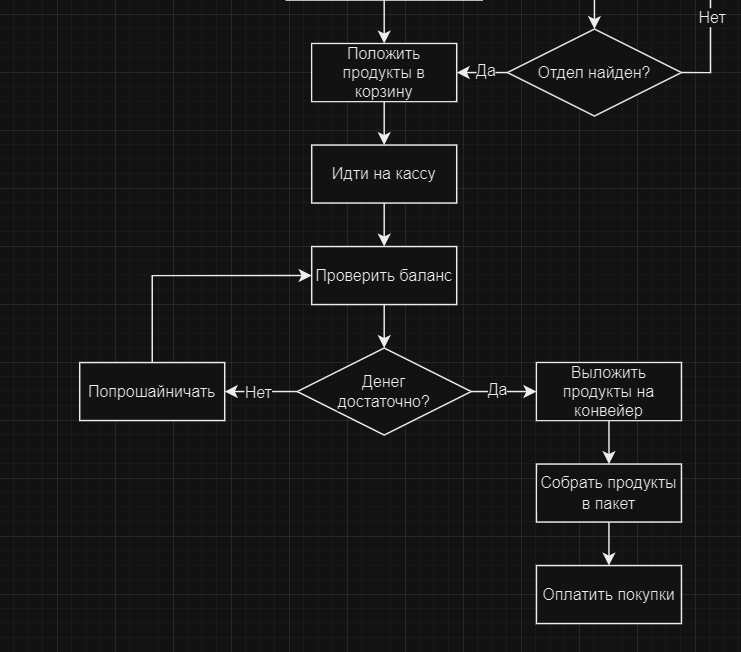 Нет
Положить
продукты в
корзину
Да
Отдел найден?
Идти на кассу
Проверить баланс
Попрошайничать
Нет
Денег
достаточно?
Да
Выложить
продукты на
конвейер
Собрать продукты
в пакет
Оплатить покупки